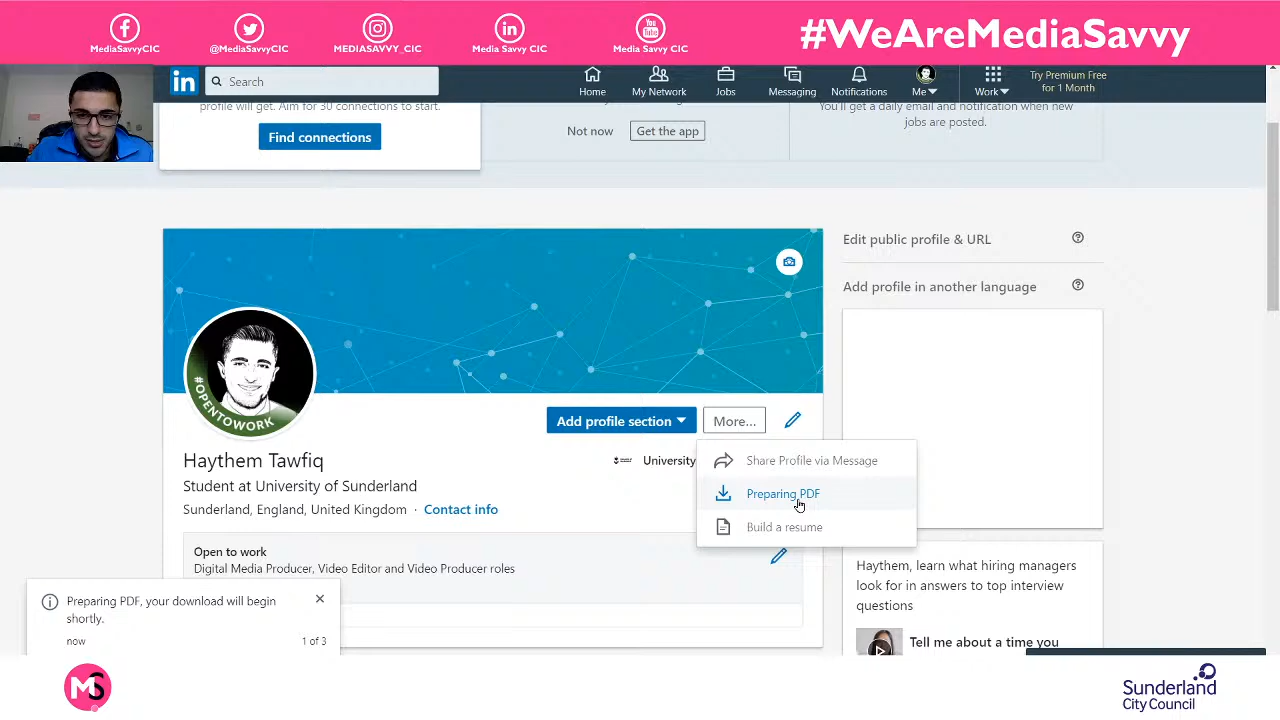 MediaSavvyCIC
@MediaSavvyCIC
MEDIASAVVY_CIC
Media Savvy CIC
You Tube
Media Savvy CIC
#WeAreMediaSavvy
in
Search
Home
My Network
Jobs
Messaging
Notifications
Me
Work
Try Premium Free
for 1 Month
profile will get. Aim for 30 connections to start.
Find connections
Not now
Get the app
You'll get a daily email and notification when new
jobs are posted.
Edit public profile & URL
Add profile in another language
#OPENTOWORK
Add profile section
More...
Haythem Tawfiq
University
Student at University of Sunderland
Sunderland, England, United Kingdom · Contact info
Share Profile via Message
Preparing PDF
Build a resume
Open to work
Digital Media Producer, Video Editor and Video Producer roles
Preparing PDF, your download will begin
shortly.
now
1 of 3
Haythem, learn what hiring managers
look for in answers to top interview
questions
Tell me about a time you
MS
Sunderland
City Council